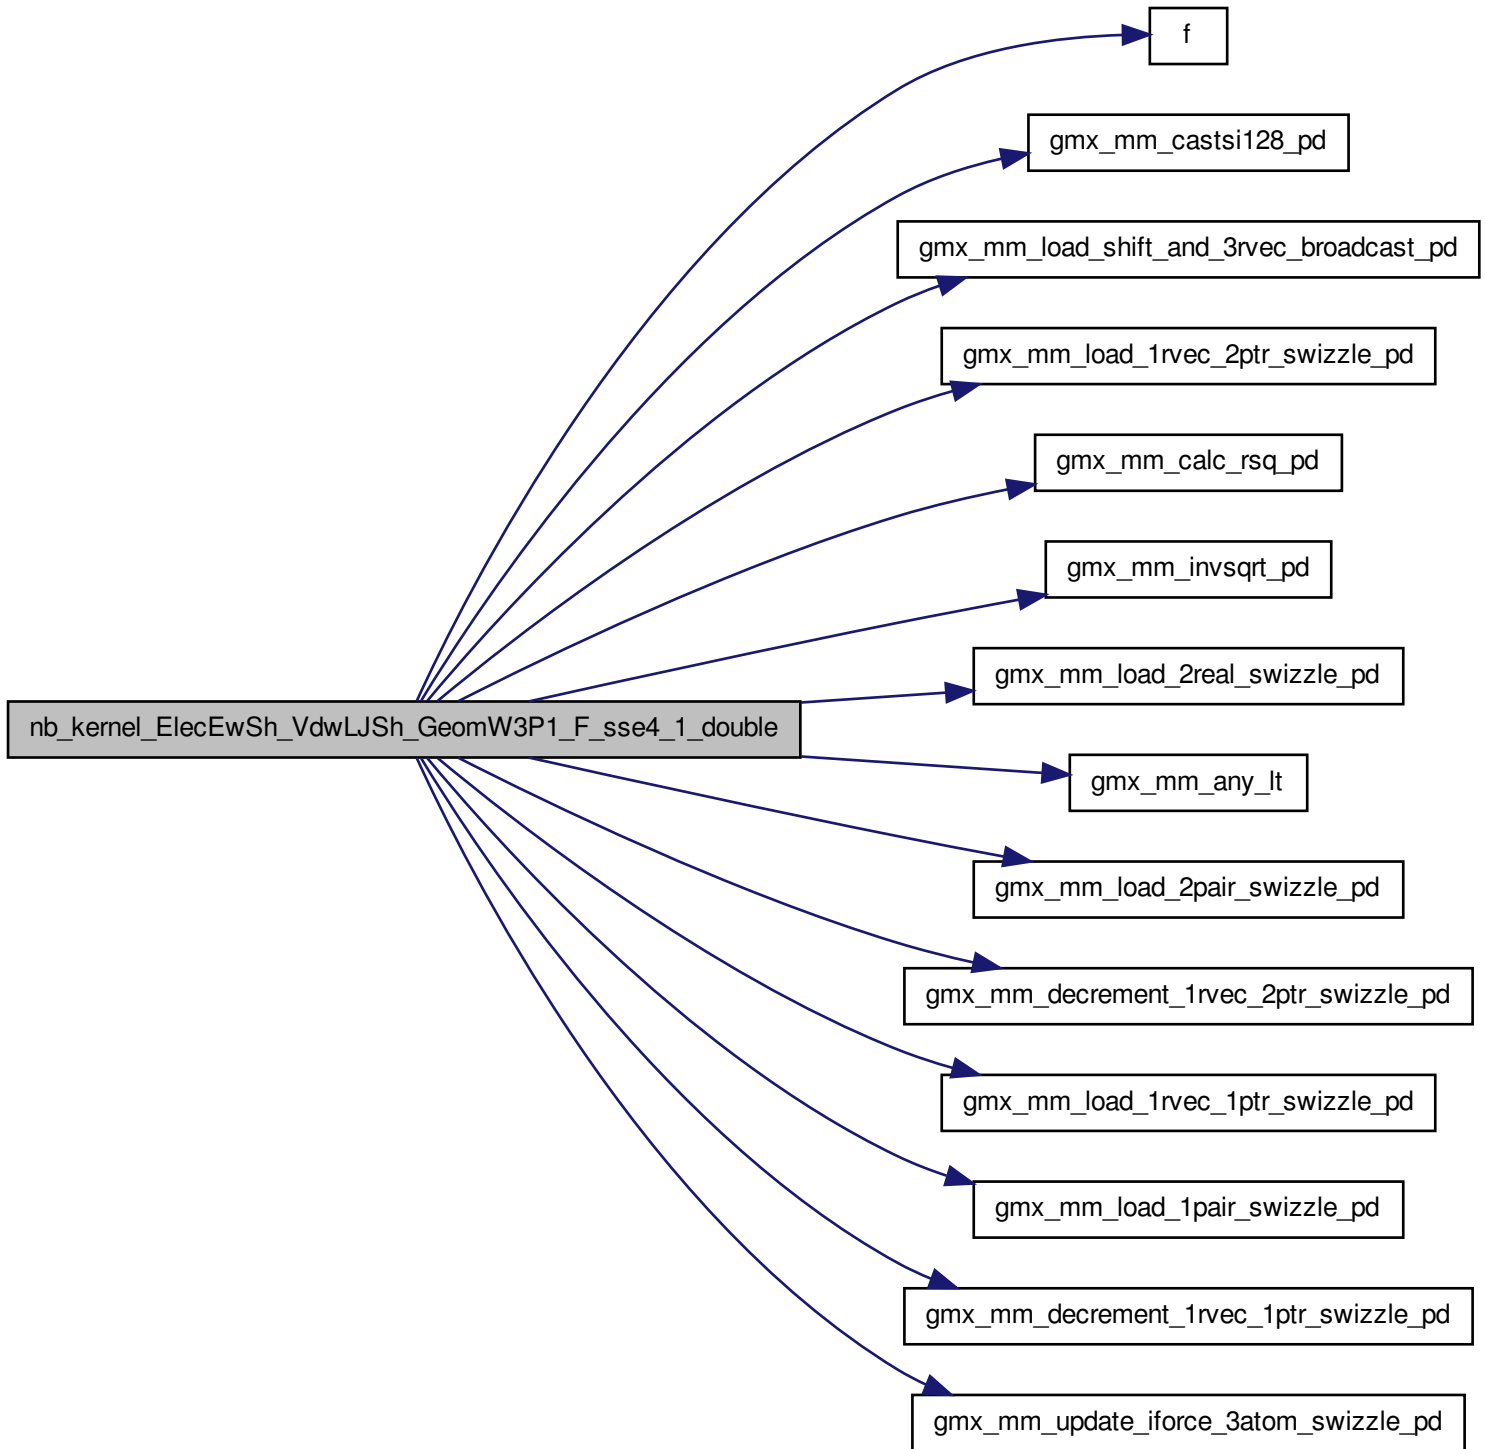 f
gmx_mm_castsi128_pd
gmx_mm_load_shift_and_3rvec_broadcast_pd
gmx_mm_load_1rvec_2ptr_swizzle_pd
gmx_mm_calc_rsq_pd
gmx_mm_invsqrt_pd
gmx_mm_load_2real_swizzle_pd
nb_kernel_ElecEwSh_VdwLJSh_GeomW3P1_F_sse4_1_double
gmx_mm_any_lt
gmx_mm_load_2pair_swizzle_pd
gmx_mm_decrement_1rvec_2ptr_swizzle_pd
gmx_mm_load_1rvec_1ptr_swizzle_pd
gmx_mm_load_1pair_swizzle_pd
gmx_mm_decrement_1rvec_1ptr_swizzle_pd
gmx_mm_update_iforce_3atom_swizzle_pd